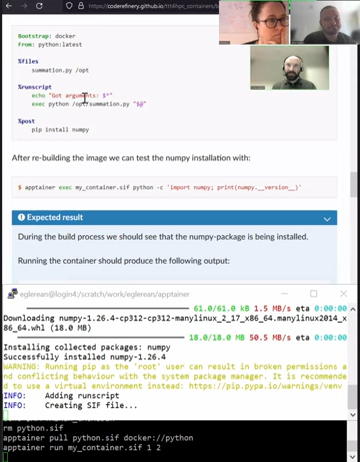 coderefinery.github.io/ttt4hpc_containers/b
Bootstrap: docker
From: python:latest
%files
summation.py /opt
%runscript
echo "Got arguments: $*"
exec python /opt/summation.py "$@"
%post
pip install numpy
After re-building the image we can test the numpy installation with:
$ apptainer exec my_container.sif python -c 'import numpy; print(numpy.__version__)'
Expected result
During the build process we should see that the numpy-package is being installed.
Running the container should produce the following output:
eglerean@login4:/scratch/work/eglerean/apptainer
61.0/61.0 kB 1.5 MB/s eta 0:00:00
Downloading numpy-1.26.4-cp312-cp312-manylinux_2_17_x86_64.manylinux2014_x
86_64.whl (18.0 MB)
18.0/18.0 MB 50.5 MB/s eta 0:00:00
Installing collected packages: numpy
Successfully installed numpy-1.26.4
WARNING: Running pip as the 'root' user can result in broken permissions a
nd conflicting behaviour with the system package manager. It is recommende
d to use a virtual environment instead: https://pip.pypa.io/warnings/venv
INFO: Adding runscript
INFO: Creating SIF file...
rm python.sif
apptainer pull python.sif docker://python
apptainer run my_container.sif 1 2